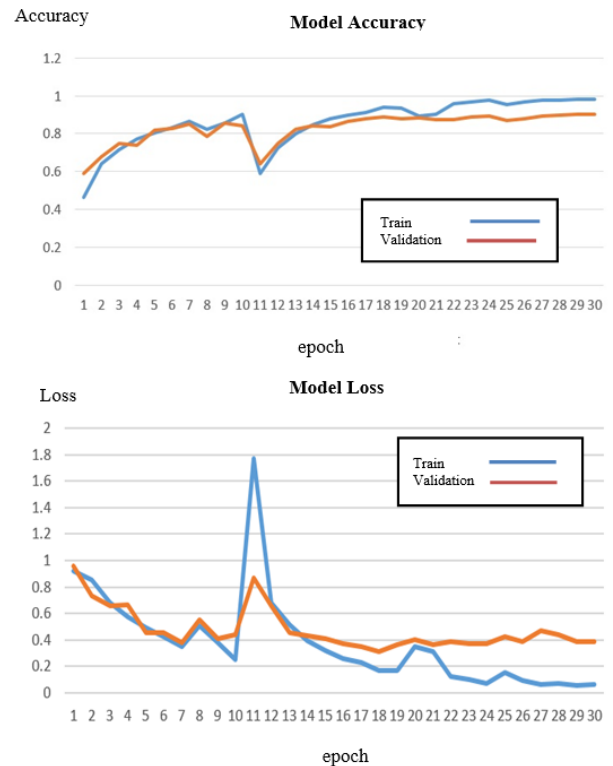 Accuracy
Model Accuracy
1.2
1
0.8
0.6
0.4
0.2
0
Train
Validation
1 2 3 4 5 6 7 8 9 10 11 12 13 14 15 16 17 18 19 20 21 22 23 24 25 26 27 28 29 30
epoch
:
Model Loss
Loss
2
1.8
1.6
1.4
1.2
1
0.8
0.6
0.4
0.2
0
Train
Validation
1 2 3 4 5 6 7 8 9 10 11 12 13 14 15 16 17 18 19 20 21 22 23 24 25 26 27 28 29 30
epoch